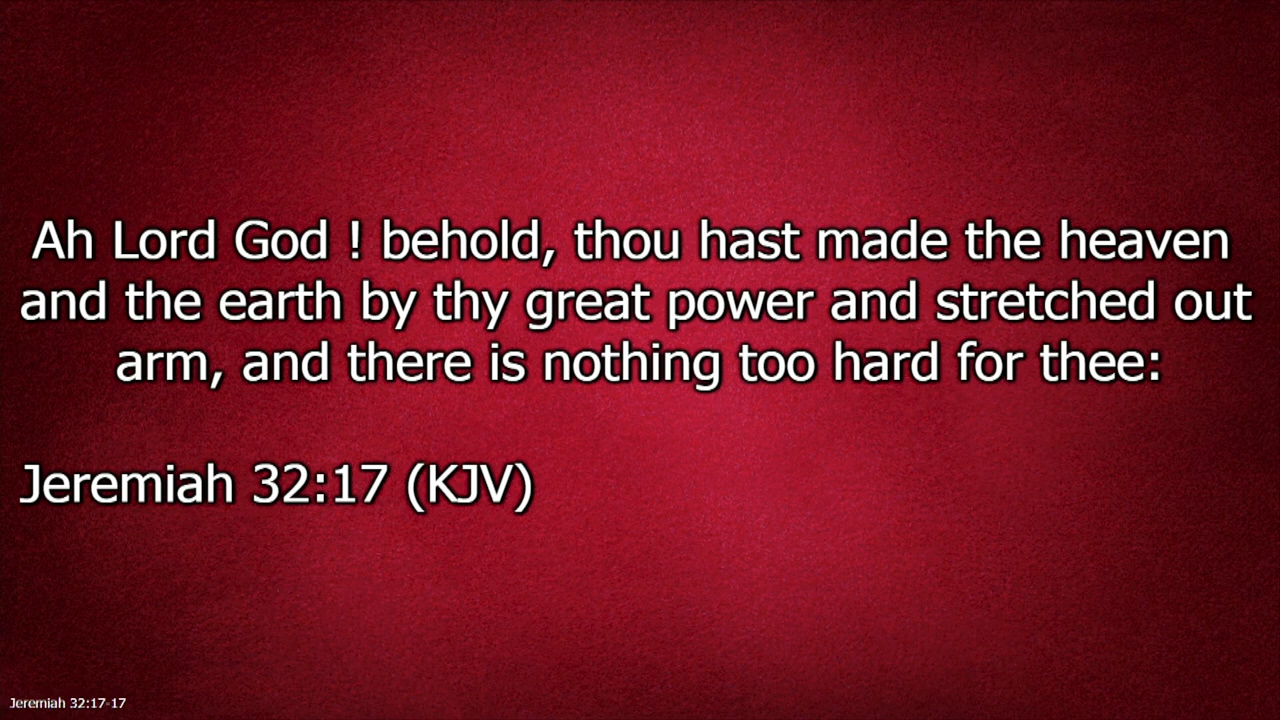 Ah Lord God ! behold, thou hast made the heaven
and the earth by thy great power and stretched out
arm, and there is nothing too hard for thee:
Jeremiah 32:17 (KJV)
Jeremiah 32:17-17